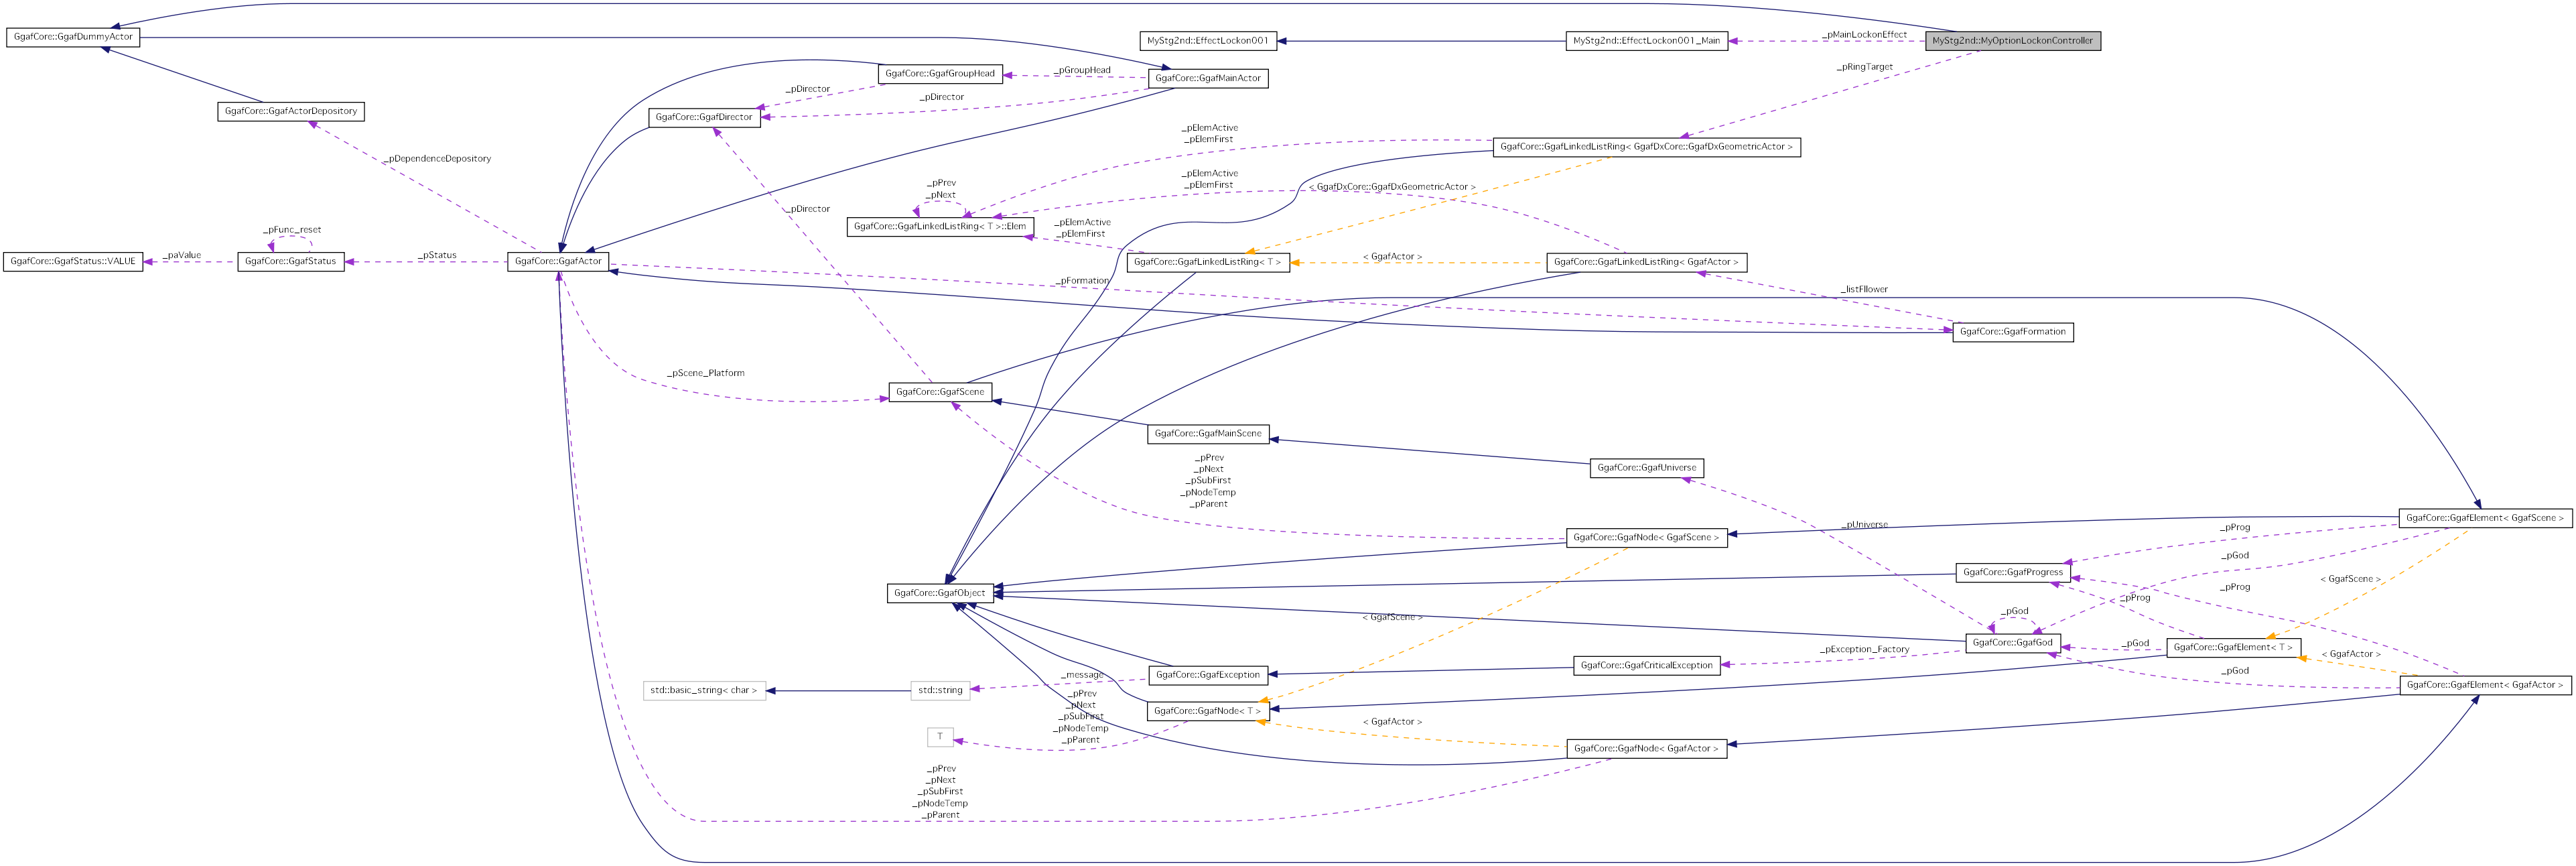 GgafCore::GgafDummyActor
MyStg2nd::EffectLockon001
MyStg2nd::EffectLockon001_Main
_pMainLockonEffect
MyStg2nd::MyOptionLockonController
GgafCore::GgafGroupHead
_pGroupHead
GgafCore::GgafMainActor
_pRingTarget
_pDirector
_pDirector
GgafCore::GgafActorDepository
GgafCore::GgafDirector
_pElemActive
_pElemFirst
GgafCore::GgafLinkedListRing< GgafDxCore::GgafDxGeometricActor >
_pDependenceDepository
_pPrev
_pNext
_pElemActive
_pElemFirst
< GgafDxCore::GgafDxGeometricActor >
_pDirector
GgafCore::GgafLinkedListRing< T >::Elem
_pElemActive
_pElemFirst
_pFunc_reset
GgafCore::GgafStatus::VALUE
_paValue
GgafCore::GgafStatus
_pStatus
GgafCore::GgafActor
GgafCore::GgafLinkedListRing< T >
< GgafActor >
GgafCore::GgafLinkedListRing< GgafActor >
_pFormation
_listFllower
GgafCore::GgafFormation
_pScene_Platform
GgafCore::GgafScene
GgafCore::GgafMainScene
GgafCore::GgafUniverse
_pPrev
_pNext
_pSubFirst
_pNodeTemp
_pParent
_pUniverse
GgafCore::GgafElement< GgafScene >
GgafCore::GgafNode< GgafScene >
_pProg
_pGod
GgafCore::GgafObject
GgafCore::GgafProgress
< GgafScene >
_pProg
_pProg
< GgafScene >
_pGod
GgafCore::GgafGod
_pGod
GgafCore::GgafElement< T >
_pException_Factory
< GgafActor >
GgafCore::GgafCriticalException
GgafCore::GgafException
_message
_pGod
GgafCore::GgafElement< GgafActor >
std::basic_string< char >
std::string
_pPrev
_pNext
_pSubFirst
_pNodeTemp
_pParent
GgafCore::GgafNode< T >
< GgafActor >
T
GgafCore::GgafNode< GgafActor >
_pPrev
_pNext
_pSubFirst
_pNodeTemp
_pParent